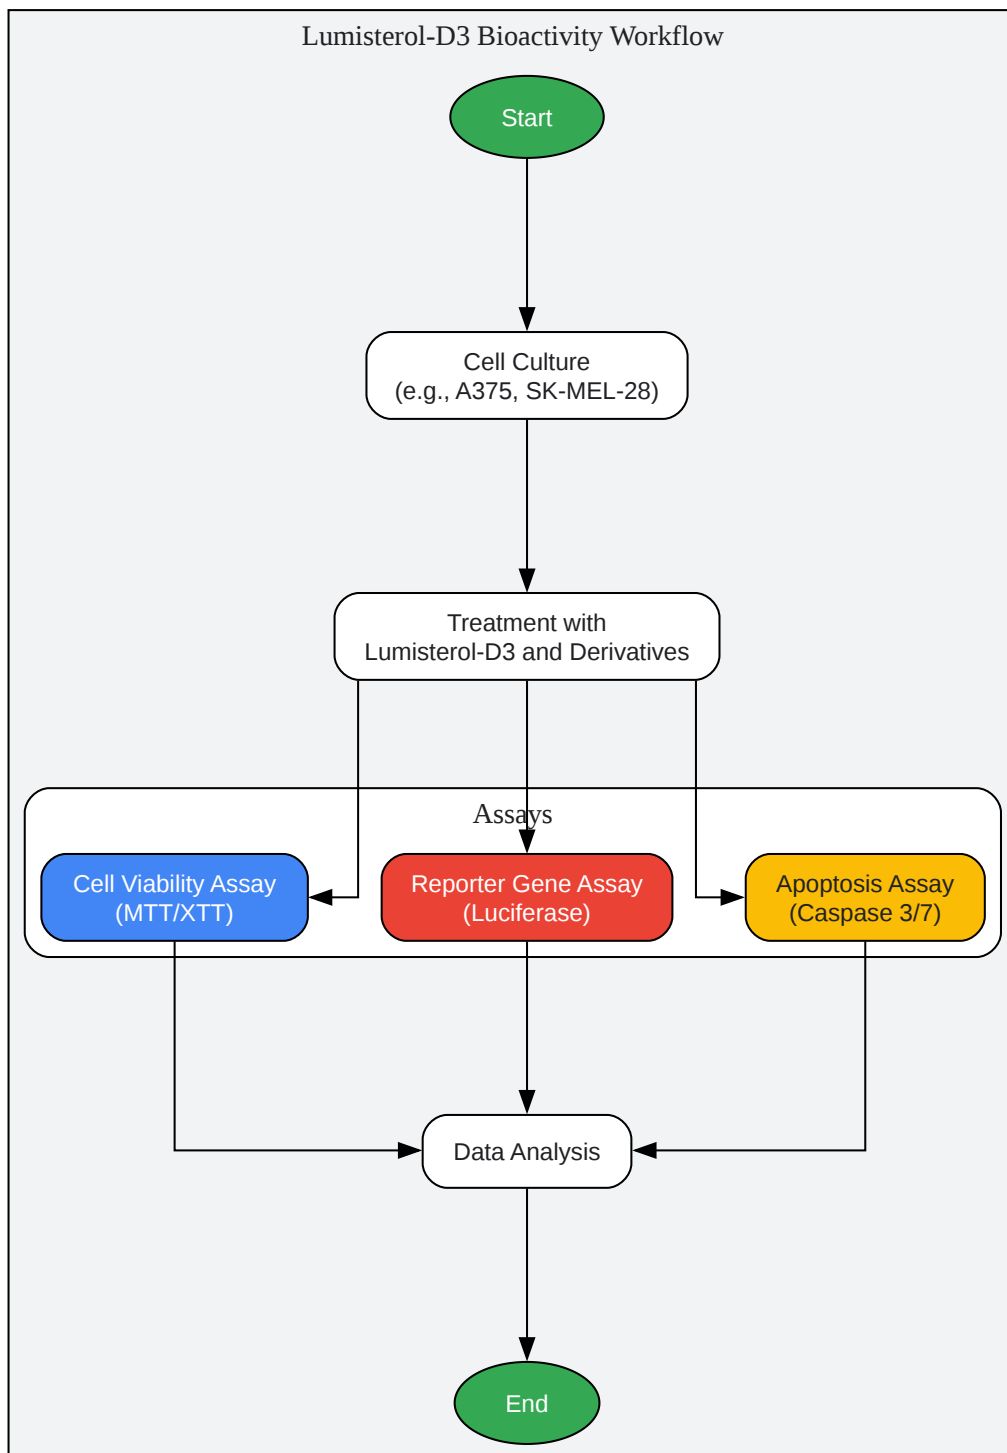 Lumisterol-D3 Bioactivity Workflow
Start
Cell Culture
(e.g., A375, SK-MEL-28)
Treatment with
Lumisterol-D3 and Derivatives
Assays
Cell Viability Assay
(MTT/XTT)
Reporter Gene Assay
(Luciferase)
Apoptosis Assay
(Caspase 3/7)
Data Analysis
End